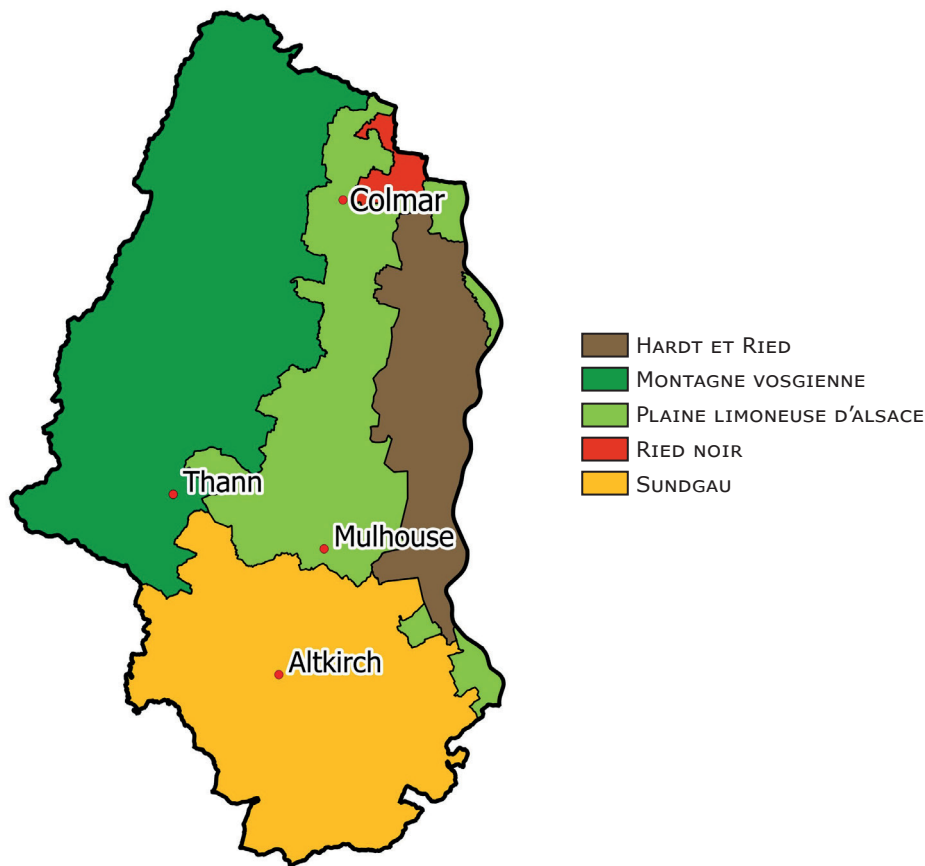 Colmar
Thann
Mulhouse
Altkirch
Hardt et Ried
Montagne vosgienne
Plaine limoneuse d'alsace
Ried noir
Sundgau